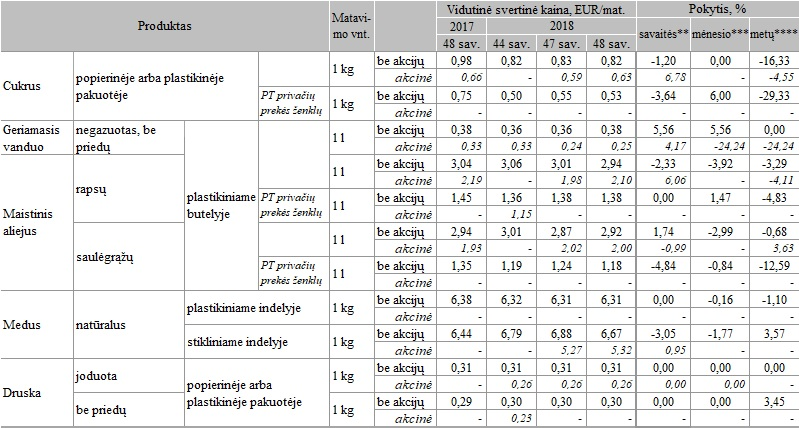 Produktas Matavi- Vidutinė svertinė kaina, EUR/mat. Pokytis, %
mo vnt. 2017 2018 savaitės** mėnesio*** metų****
48 sav. 44 sav. 47 sav. 48 sav.
Cukrus popierinėje arba plastikinėje pakuotėje 1 kg be akcijų 0,98 0,82 0,83 0,82 -1,20 0,00 -16,33
akcinė 0,66 - 0,59 0,63 6,78 - -4,55
PT privačių prekės ženklų 1 kg be akcijų 0,75 0,50 0,55 0,53 -3,64 6,00 -29,33
akcinė - - - - - - -
Geriamasis vanduo negazuotas, be priedų plastikiniame butelyje 1 l be akcijų 0,38 0,36 0,36 0,38 5,56 5,56 0,00
akcinė 0,33 0,33 0,24 0,25 4,17 -24,24 -24,24
Maistinis aliejus rapsų 1 l be akcijų 3,04 3,06 3,01 2,94 -2,33 -3,92 -3,29
akcinė 2,19 - 1,98 2,10 6,06 - -4,11
PT privačių prekės ženklų 1 l be akcijų 1,45 1,36 1,38 1,38 0,00 1,47 -4,83
akcinė - 1,15 - - - - -
saulėgrąžų 1 l be akcijų 2,94 3,01 2,87 2,92 1,74 -2,99 -0,68
akcinė 1,93 - 2,02 2,00 -0,99 - 3,63
PT privačių prekės ženklų 1 l be akcijų 1,35 1,19 1,24 1,18 -4,84 -0,84 -12,59
akcinė - - - - - - -
Medus natūralus plastikiniame indelyje 1 kg be akcijų 6,38 6,32 6,31 6,31 0,00 -0,16 -1,10
akcinė - - - - - - -
stikliniame indelyje 1 kg be akcijų 6,44 6,79 6,88 6,67 -3,05 -1,77 3,57
akcinė - - 5,27 5,32 0,95 - -
Druska joduota popierinėje arba plastikinėje pakuotėje 1 kg be akcijų 0,31 0,31 0,31 0,31 0,00 0,00 0,00
akcinė - 0,26 0,26 0,26 0,00 0,00 -
be priedų 1 kg be akcijų 0,29 0,30 0,30 0,30 0,00 0,00 3,45
akcinė - 0,23 - - - - -